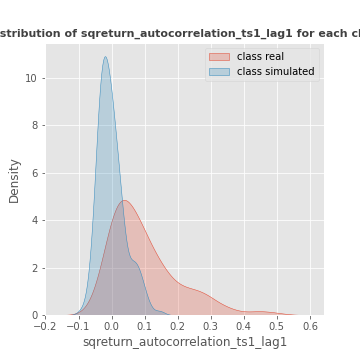 stribution of sqreturn_autocorrelation_ts1_lag1 for each cl
class real
class simulated
Density
10
8
6
4
2
0
−0.2 −0.1 0.0 0.1 0.2 0.3 0.4 0.5 0.6
sqreturn_autocorrelation_ts1_lag1